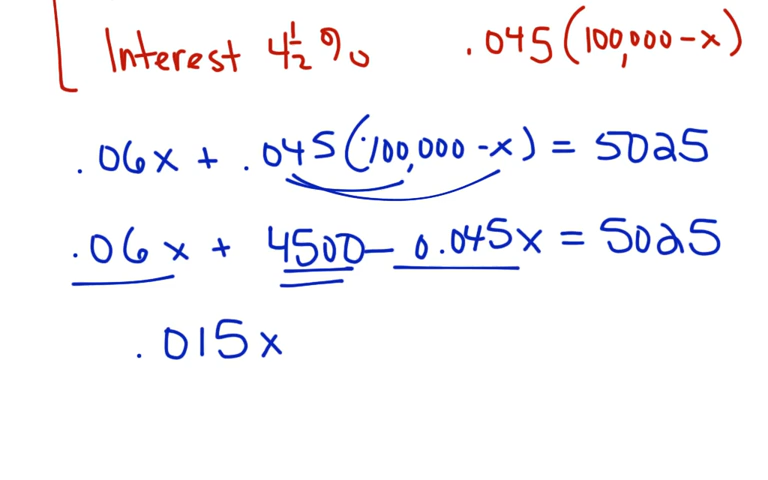 Interest 4½% .045(100,000-x)
.06x + .045(100,000-x) = 5025
.06x + 4500 - 0.045x = 5025
.015x